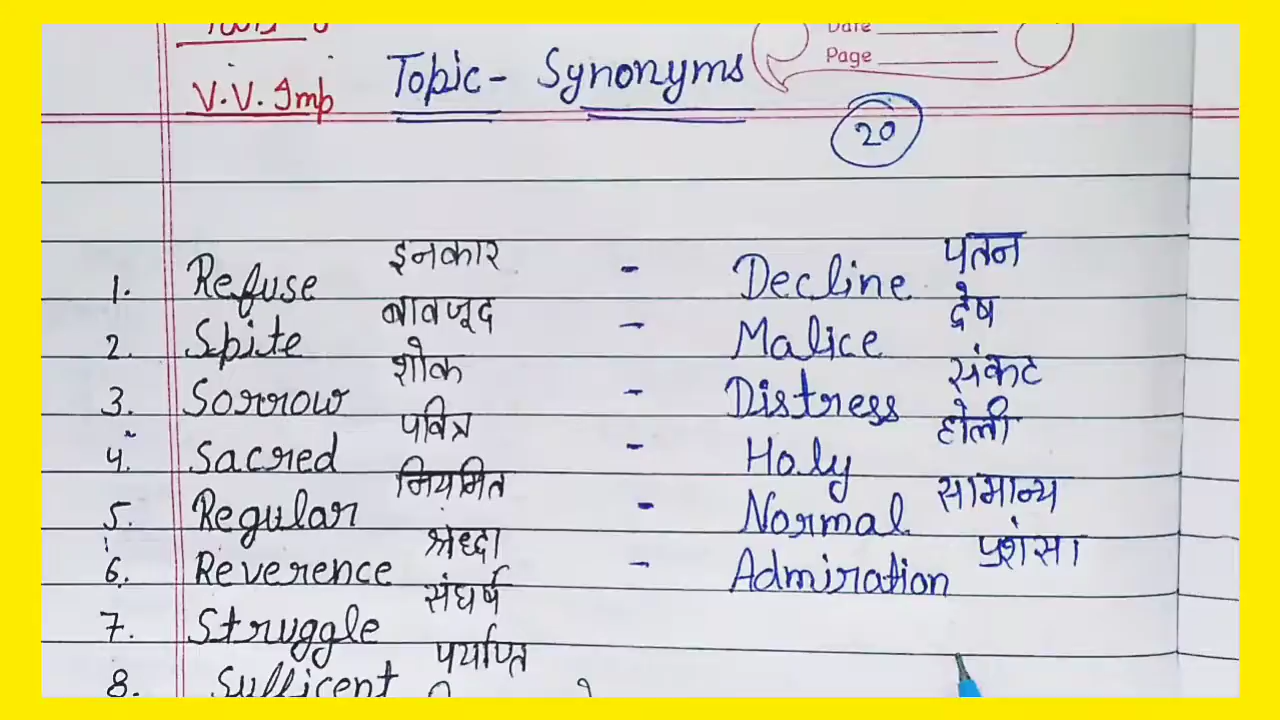 Date
Page
V.V. Imp
Topic - Synonyms
20
1. Refuse इनकार - Decline पतन
2. Spite बावजूद - Malice द्वेष
3. Sorrow शोक - Distress संकट
4. Sacred पवित्र - Holy होली
5. Regular नियमित - Normal सामान्य
6. Reverence श्रध्दा - Admiration प्रशंसा
7. Struggle संघर्ष
8. Sufficent पर्याप्त